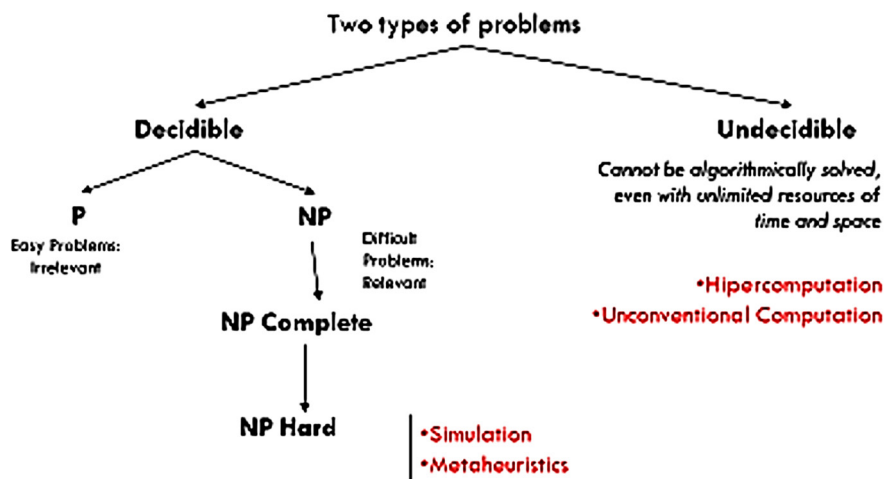 Two types of problems
Decidible
Undecidible
Cannot be algorithmically solved,
even with unlimited resources of
time and space
P
NP
Easy Problems:
Irrelevant
Difficult
Problems:
Relevant
•Hipercomputation
•Unconventional Computation
NP Complete
NP Hard
•Simulation
•Metaheuristics